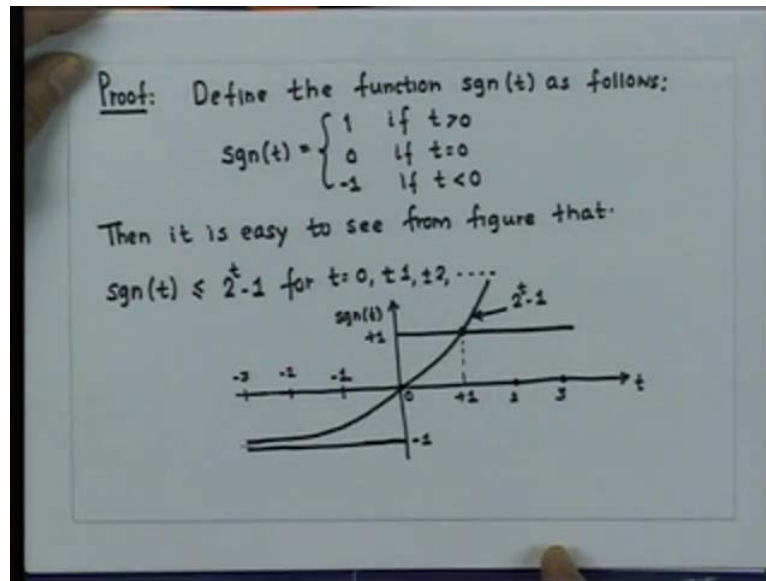 Proof: Define the function sgn(t) as follows:
sgn(t) = { 1 if t>0
0 if t=0
-1 if t<0
Then it is easy to see from figure that.
sgn(t) ≤ 2^t-1 for t=0, ±1, ±2, ....
2^t-1
sgn(t)
+1
-3 -2 -1 0 +1 2 3 t
-1